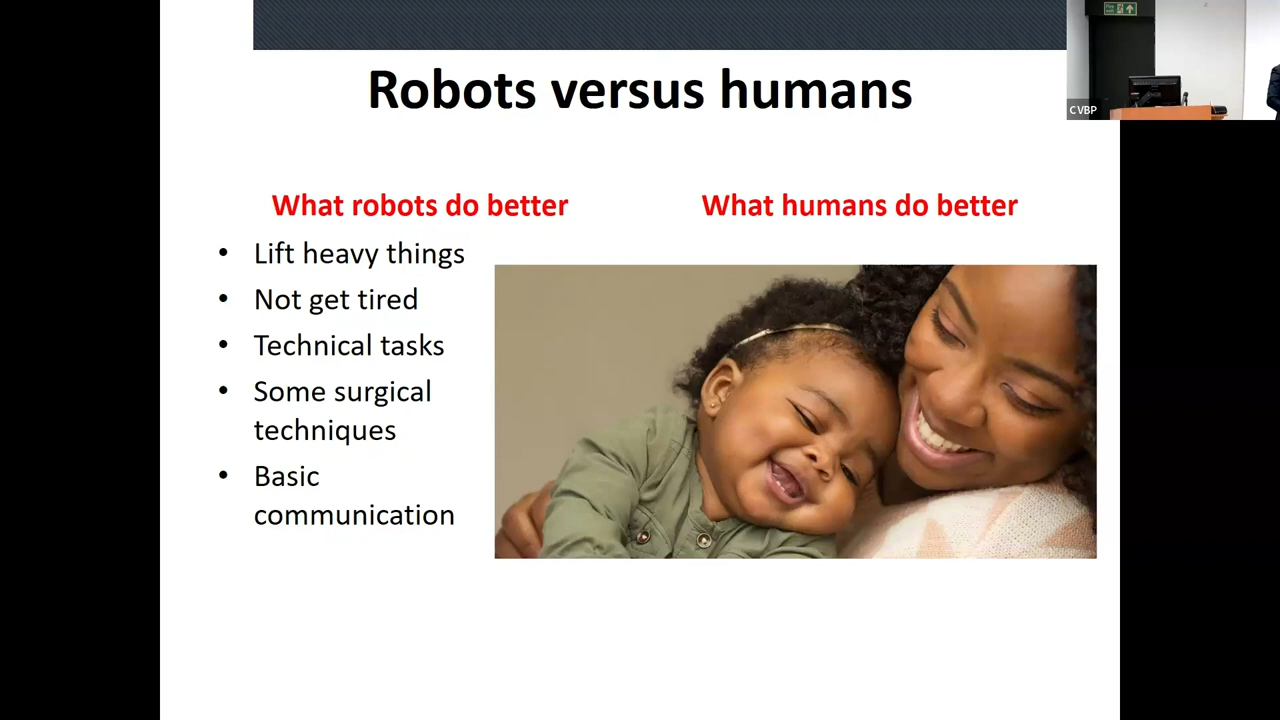 Robots versus humans
What robots do better
What humans do better
• Lift heavy things
• Not get tired
• Technical tasks
• Some surgical
techniques
• Basic
communication
CVBP